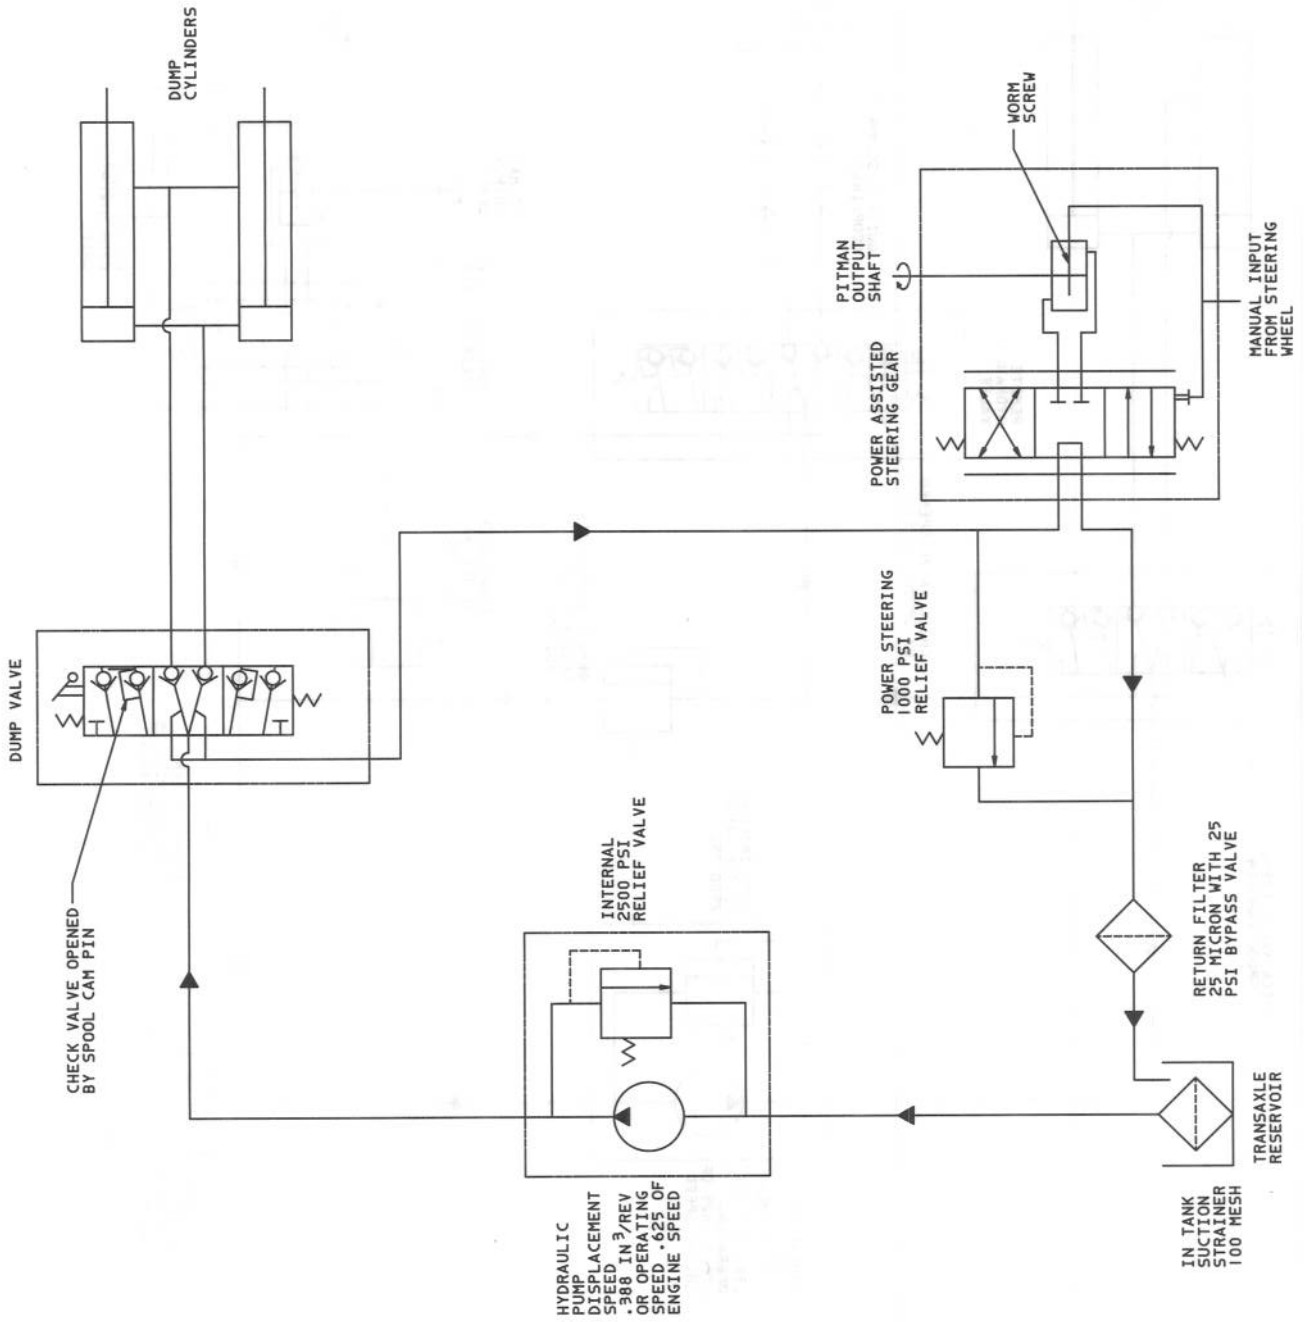 DUMP
CYLINDERS
DUMP VALVE
CHECK VALVE OPENED
BY SPOOL CAM PIN
WORM
SCREW
PITMAN
OUTPUT
SHAFT
POWER ASSISTED
STEERING GEAR
MANUAL INPUT
FROM STEERING
WHEEL
POWER STEERING
1000 PSI
RELIEF VALVE
INTERNAL
2500 PSI
RELIEF VALVE
HYDRAULIC
PUMP
DISPLACEMENT
SPEED
.388 IN³/REV
OR OPERATING
SPEED .625 OF
ENGINE SPEED
RETURN FILTER
25 MICRON WITH 25
PSI BYPASS VALVE
TRANSAXLE
RESERVOIR
IN TANK
SUCTION
STRAINER
100 MESH